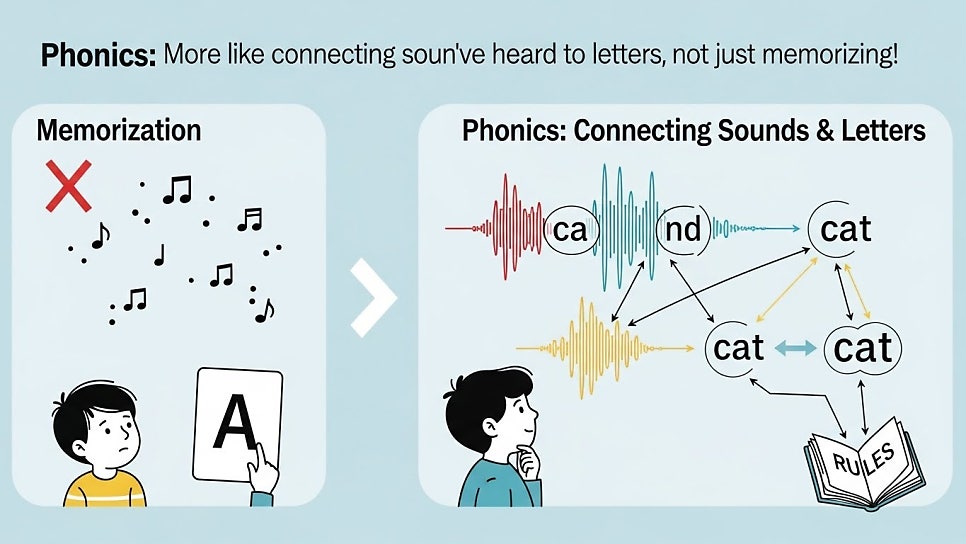 Phonics: More like connecting soun've heard to letters, not just memorizing!
Memorization
A
Phonics: Connecting Sounds & Letters
ca nd cat
cat cat
RULES